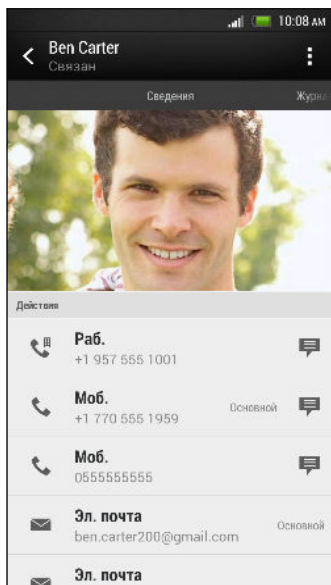 10:08 AM
Ben Carter
Связан
Сведения
Действия
Раб.
+1 957 555 1001
Моб.
+1 770 555 1959
Основной
Моб.
0555555555
Эл. почта
ben.carter200@gmail.com
Основной
Эл. почта